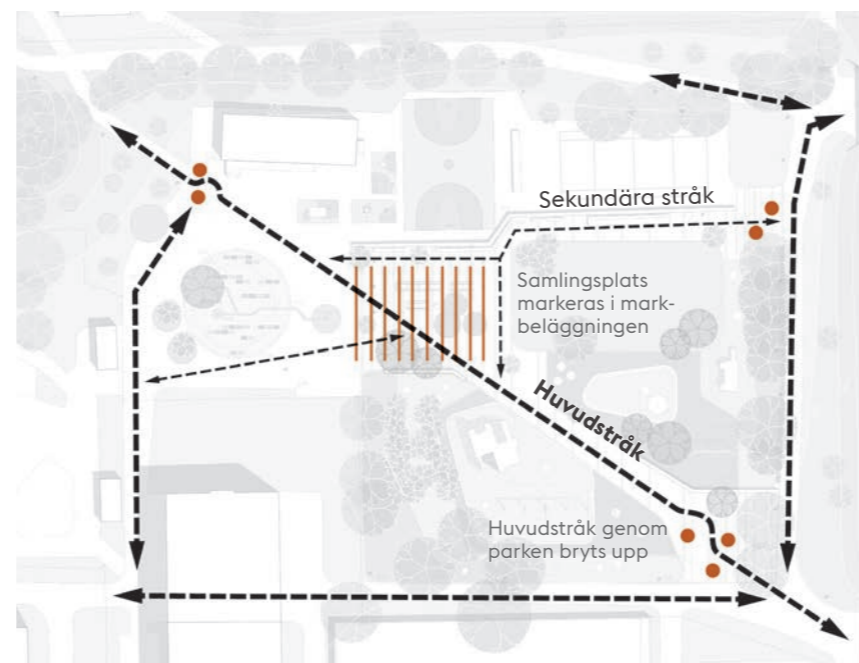 Sekundära stråk
Samlingsplats
markeras i mark-
beläggningen
Huvudstråk
Huvudstråk genom
parken bryts upp